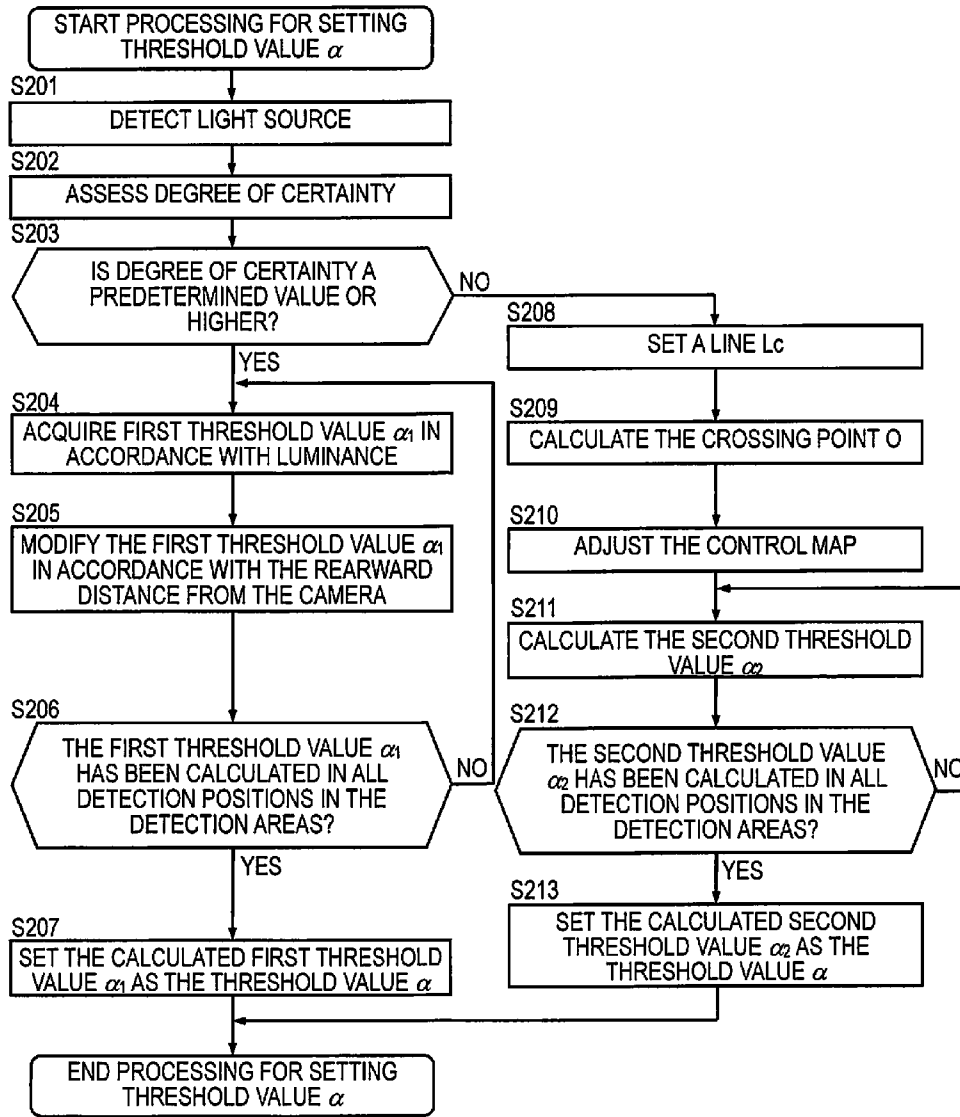 START PROCESSING FOR SETTING
THRESHOLD VALUE α
S201
DETECT LIGHT SOURCE
S202
ASSESS DEGREE OF CERTAINTY
S203
IS DEGREE OF CERTAINTY A
PREDETERMINED VALUE OR
HIGHER?
NO
YES
S204
ACQUIRE FIRST THRESHOLD VALUE α1 IN
ACCORDANCE WITH LUMINANCE
S205
MODIFY THE FIRST THRESHOLD VALUE α1
IN ACCORDANCE WITH THE REARWARD
DISTANCE FROM THE CAMERA
S206
THE FIRST THRESHOLD VALUE α1
HAS BEEN CALCULATED IN ALL
DETECTION POSITIONS IN THE
DETECTION AREAS?
NO
YES
S207
SET THE CALCULATED FIRST THRESHOLD
VALUE α1 AS THE THRESHOLD VALUE α
S208
SET A LINE Lc
S209
CALCULATE THE CROSSING POINT O
S210
ADJUST THE CONTROL MAP
S211
CALCULATE THE SECOND THRESHOLD
VALUE α2
S212
THE SECOND THRESHOLD VALUE
α2 HAS BEEN CALCULATED IN ALL
DETECTION POSITIONS IN THE
DETECTION AREAS?
NO
YES
S213
SET THE CALCULATED SECOND
THRESHOLD VALUE α2 AS THE
THRESHOLD VALUE α
END PROCESSING FOR SETTING
THRESHOLD VALUE α